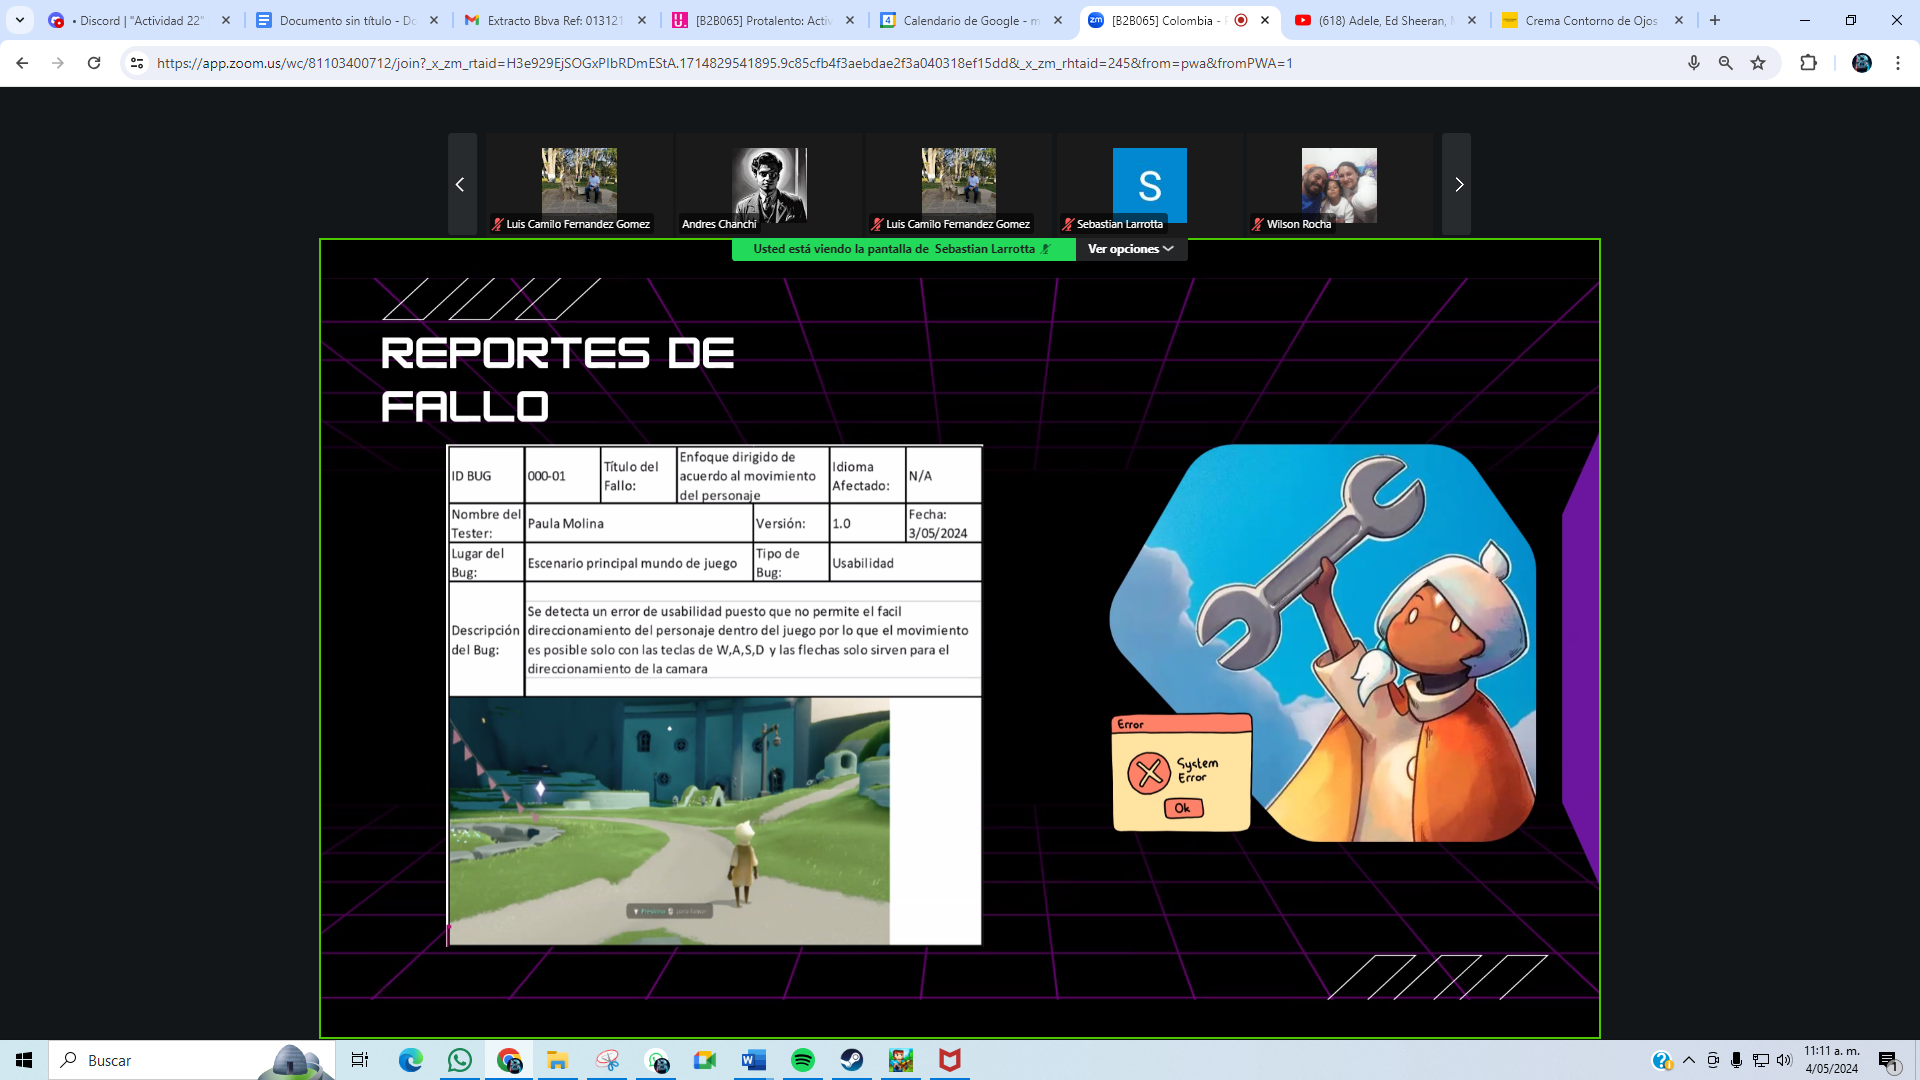 • Discord | "Actividad 22"
Documento sin título - Do
Extracto Bbva Ref: 013121
[B2B065] Protalento: Activ
Calendario de Google - m
[B2B065] Colombia -
(618) Adele, Ed Sheeran,
Crema Contorno de Ojos
https://app.zoom.us/wc/81103400712/join?_x_zm_rtaid=H3e929EjSOGxPIbRDmEStA.1714829541895.9c85cfb4f3aebdae2f3a040318ef15dd&_x_zm_rhtaid=245&from=pwa&fromPWA=1
Luis Camilo Fernandez Gomez
Andres Chanchi
Luis Camilo Fernandez Gomez
S
Sebastian Larrotta
Wilson Rocha
Usted está viendo la pantalla de Sebastian Larrotta
Ver opciones
REPORTES DE
FALLO
ID BUG
000-01
Título del
Fallo:
Enfoque dirigido de
acuerdo al movimiento
del personaje
Idioma
Afectado:
N/A
Nombre del
Tester:
Paula Molina
Versión:
1.0
Fecha:
3/05/2024
Lugar del
Bug:
Escenario principal mundo de juego
Tipo de
Bug:
Usabilidad
Descripción
del Bug:
Se detecta un error de usabilidad puesto que no permite el facil
direccionamiento del personaje dentro del juego por lo que el movimiento
es posible solo con las teclas de W,A,S,D y las flechas solo sirven para el
direccionamiento de la camara
Error
System
Error
Ok
Buscar
11:11 a. m.
4/05/2024
1